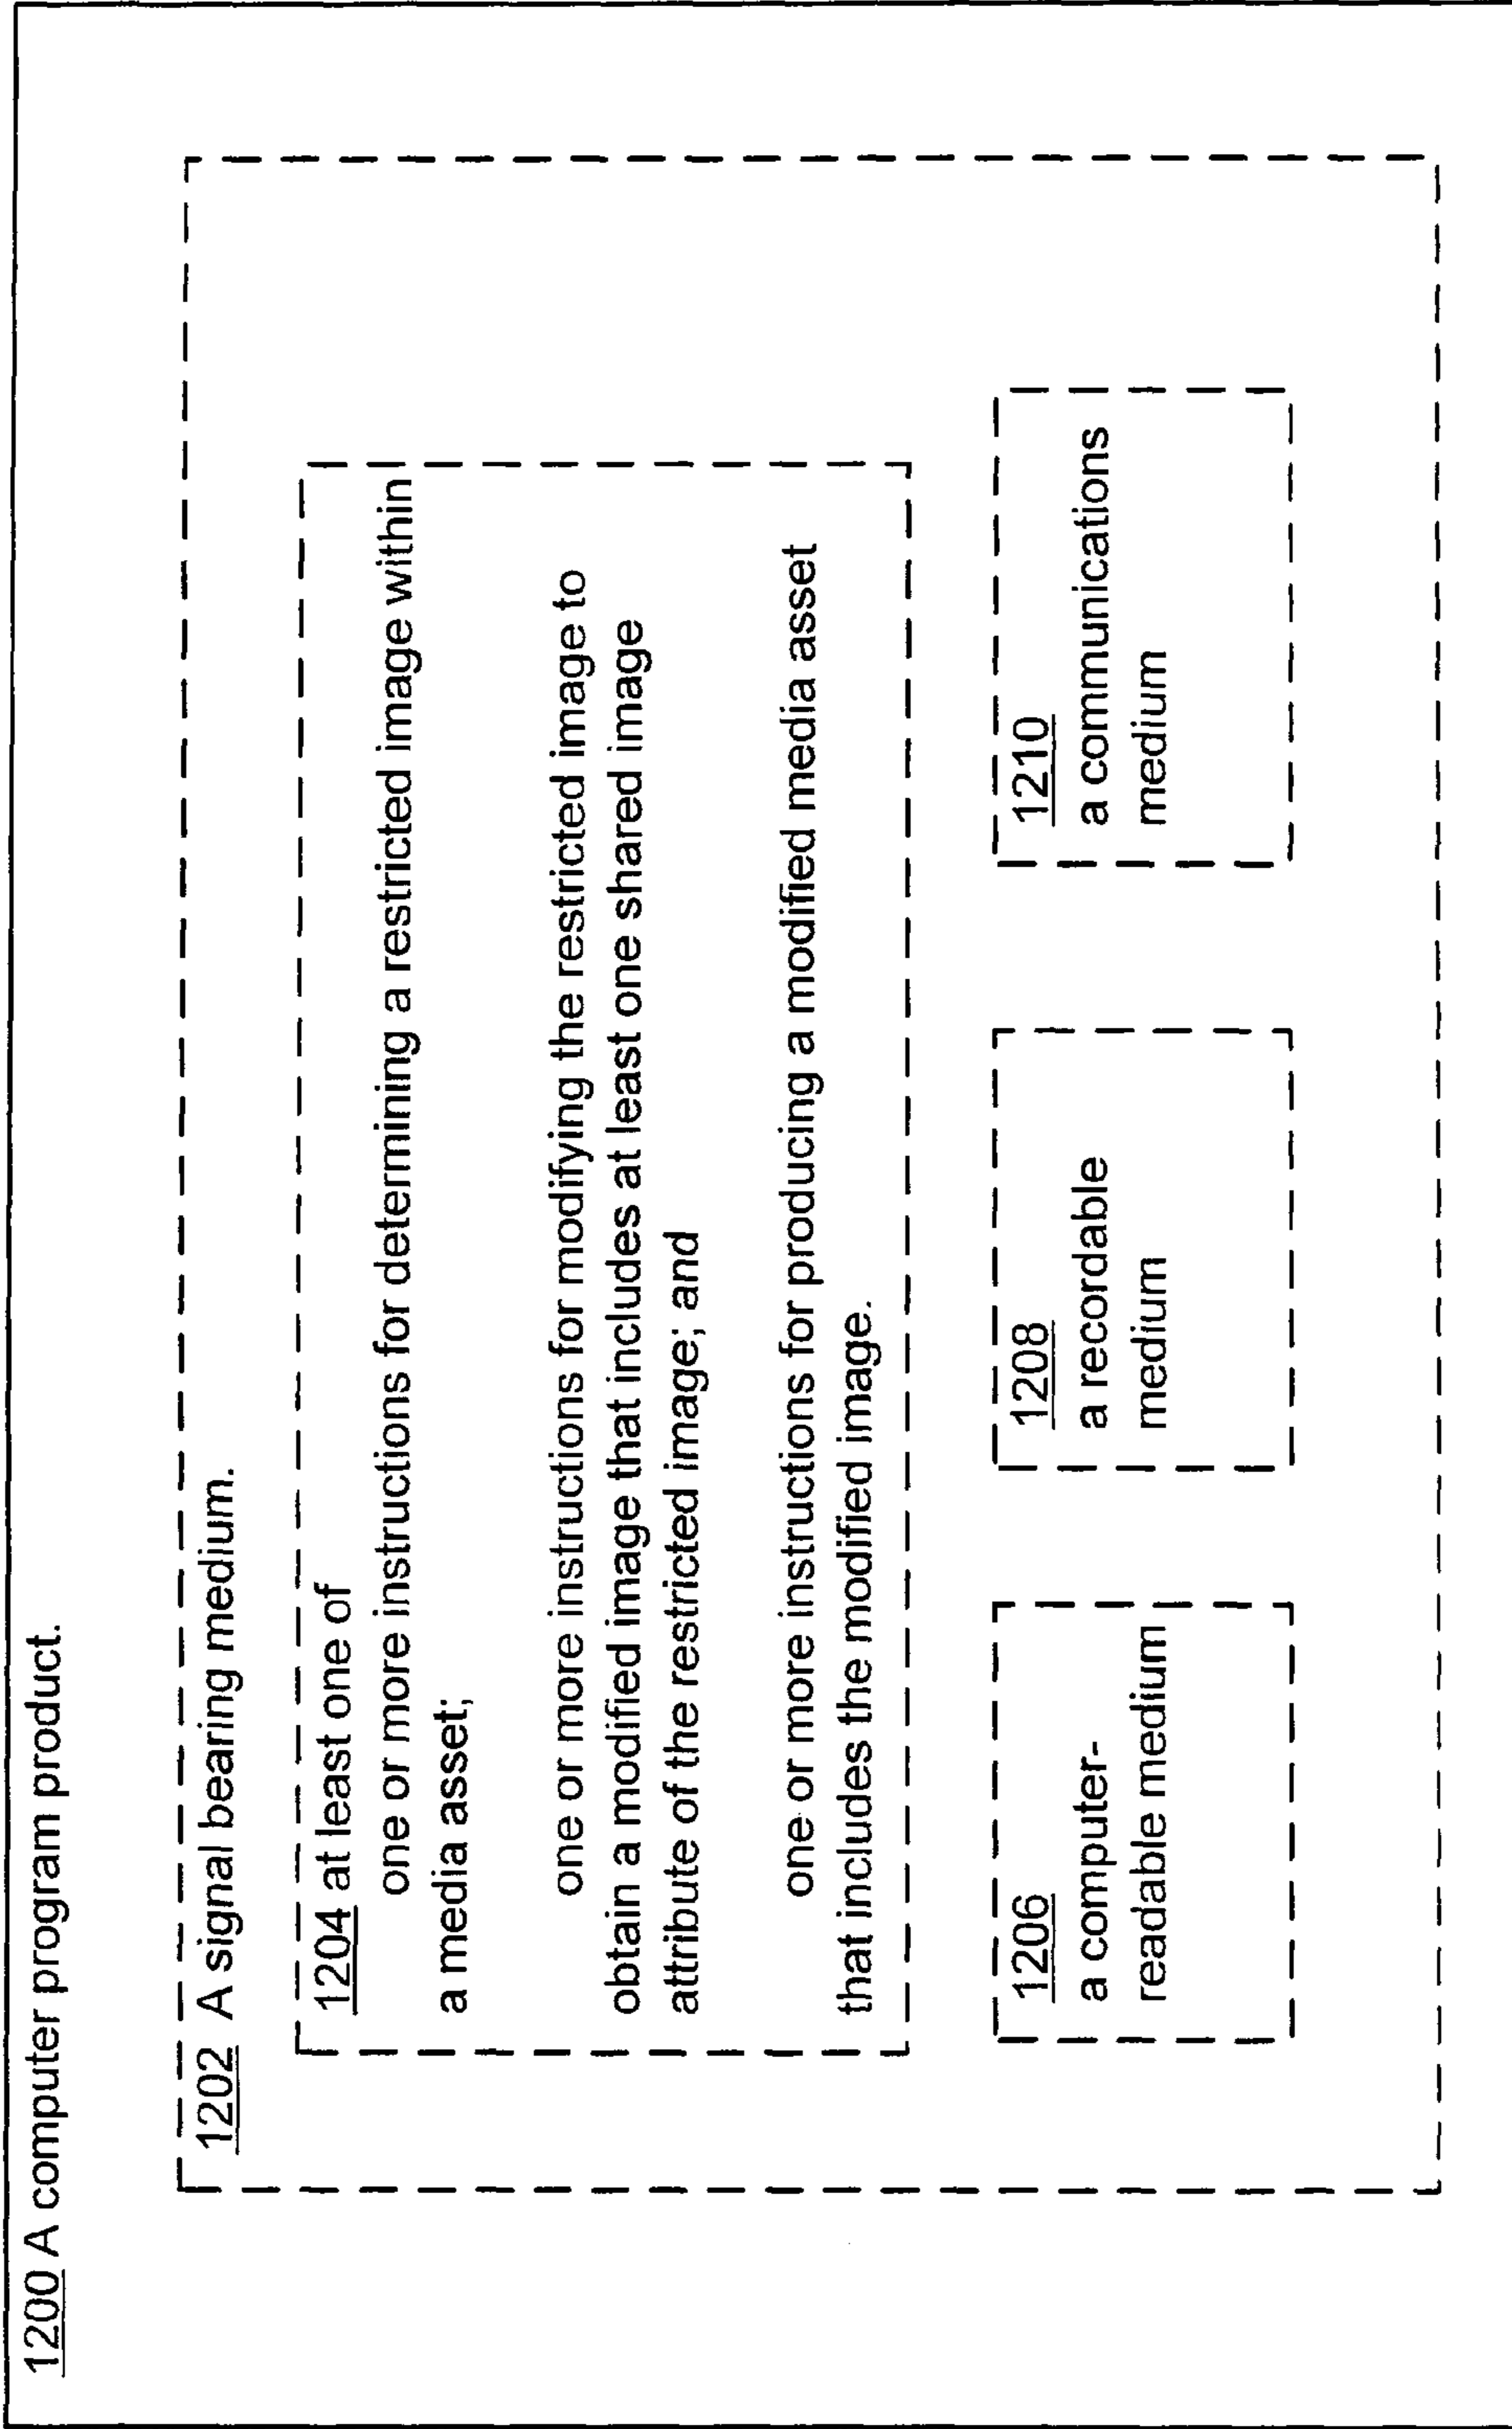 1200 A computer program product.
1202 A signal bearing medium.
1204 at least one of
one or more instructions for determining a restricted image within
a media asset;
one or more instructions for modifying the restricted image to
obtain a modified image that includes at least one shared image
attribute of the restricted image; and
one or more instructions for producing a modified media asset
that includes the modified image.
1206
a computer-
readable medium
1208
a recordable
medium
1210
a communications
medium